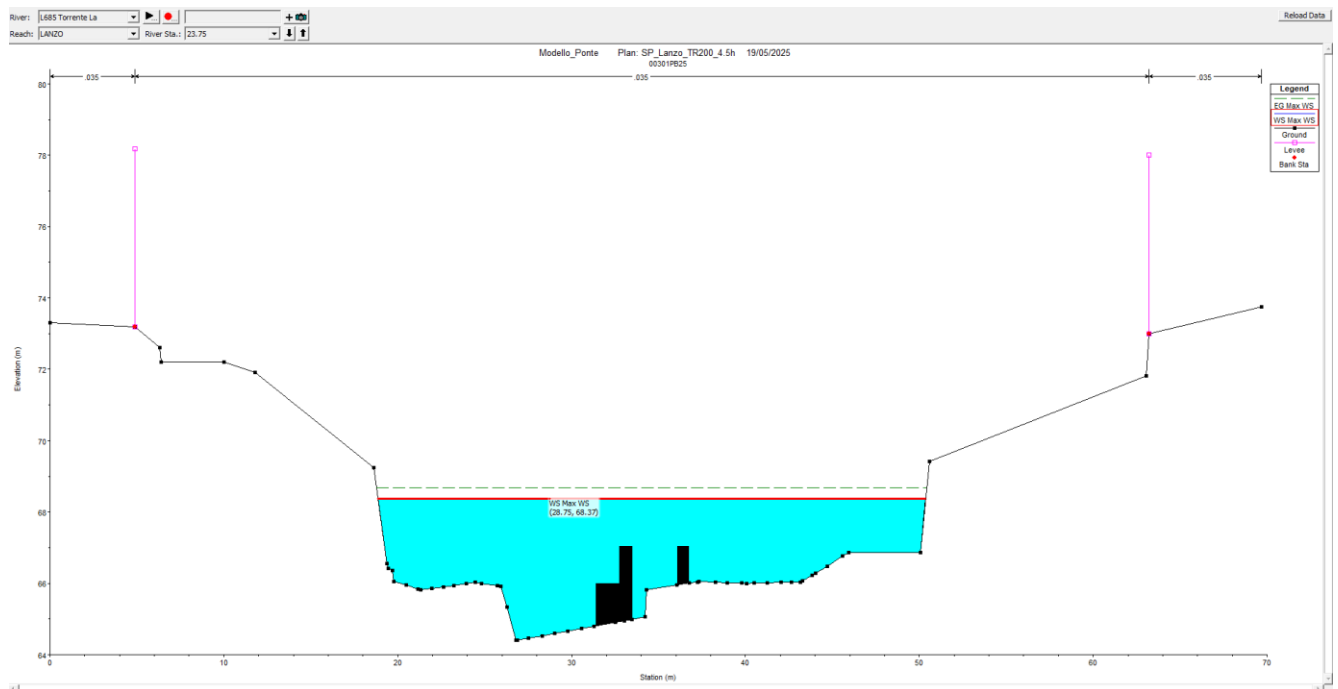 River: L685 Torrente La
Reload Data
Reach: LANZO River Sta.: 23.75
Modello_Ponte Plan: SP_Lanzo_TR200_4.5h 19/05/2025
00301PB25
.035 .035 .035
Legend
EG Max WS
WS Max WS
Ground
Levee
Bank Sta
80
78
76
74
72
70
68
66
64
Elevation (m)
WS Max WS
(28.75, 68.37)
0 10 20 30 40 50 60 70
Station (m)